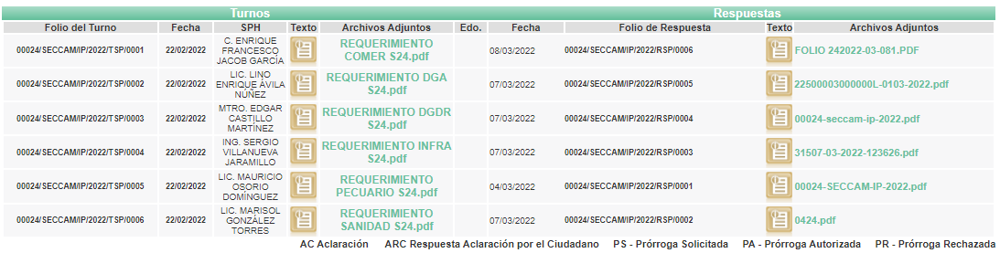 Turnos Respuestas
Folio del Turno Fecha SPH Texto Archivos Adjuntos Edo. Fecha Folio de Respuesta Texto Archivos Adjuntos
00024/SECCAM/IP/2022/TSP/0001 22/02/2022 C. ENRIQUE FRANCESCO JACOB GARCÍA REQUERIMIENTO COMER S24.pdf 08/03/2022 00024/SECCAM/IP/2022/RSP/0006 FOLIO 242022-03-081.PDF
00024/SECCAM/IP/2022/TSP/0002 22/02/2022 LIC. LINO ENRIQUE ÁVILA NÚÑEZ REQUERIMIENTO DGA S24.pdf 07/03/2022 00024/SECCAM/IP/2022/RSP/0005 22500003000000L-0103-2022.pdf
00024/SECCAM/IP/2022/TSP/0003 22/02/2022 MTRO. EDGAR CASTILLO MARTÍNEZ REQUERIMIENTO DGDR S24.pdf 07/03/2022 00024/SECCAM/IP/2022/RSP/0004 00024-seccam-ip-2022.pdf
00024/SECCAM/IP/2022/TSP/0004 22/02/2022 ING. SERGIO VILLANUEVA JARAMILLO REQUERIMIENTO INFRA S24.pdf 07/03/2022 00024/SECCAM/IP/2022/RSP/0003 31507-03-2022-123626.pdf
00024/SECCAM/IP/2022/TSP/0005 22/02/2022 LIC. MAURICIO OSORIO DOMÍNGUEZ REQUERIMIENTO PECUARIO S24.pdf 04/03/2022 00024/SECCAM/IP/2022/RSP/0001 00024-SECCAM-IP-2022.pdf
00024/SECCAM/IP/2022/TSP/0006 22/02/2022 LIC. MARISOL GONZÁLEZ TORRES REQUERIMIENTO SANIDAD S24.pdf 07/03/2022 00024/SECCAM/IP/2022/RSP/0002 0424.pdf
AC Aclaración ARC Respuesta Aclaración por el Ciudadano PS - Prórroga Solicitada PA - Prórroga Autorizada PR - Prórroga Rechazada